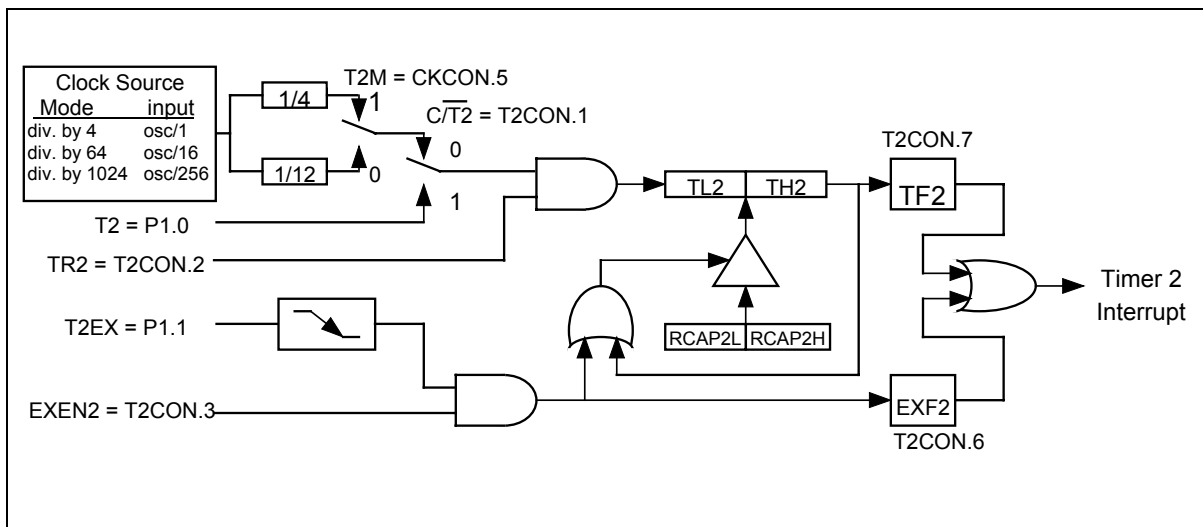 Clock Source
Mode input
div. by 4 osc/1
div. by 64 osc/16
div. by 1024 osc/256
1/4
1/12
T2M = CKCON.5
1
0
C/T2 = T2CON.1
0
1
T2 = P1.0
TR2 = T2CON.2
TL2 TH2
T2CON.7
TF2
Timer 2
Interrupt
T2EX = P1.1
RCAP2L RCAP2H
EXEN2 = T2CON.3
EXF2
T2CON.6